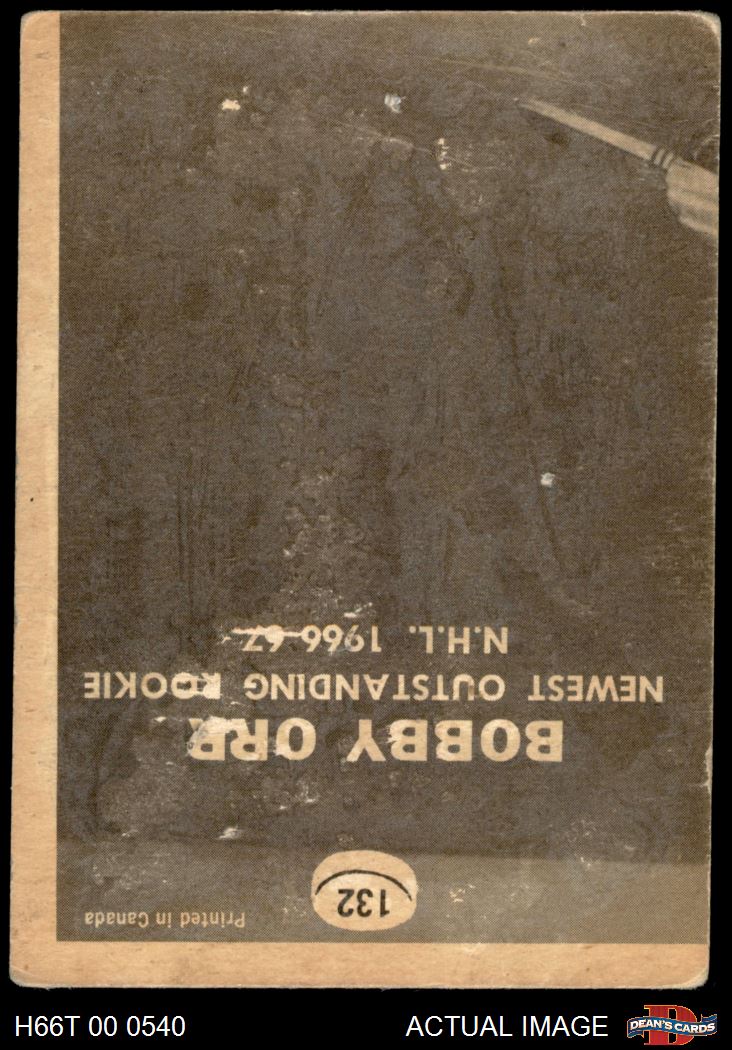 N.H.L. 1966-67
NEWEST OUTSTANDING ROOKIE
BOBBY ORR
132
Printed in Canada
H66T 00 0540
ACTUAL IMAGE
DEAN'S CARDS